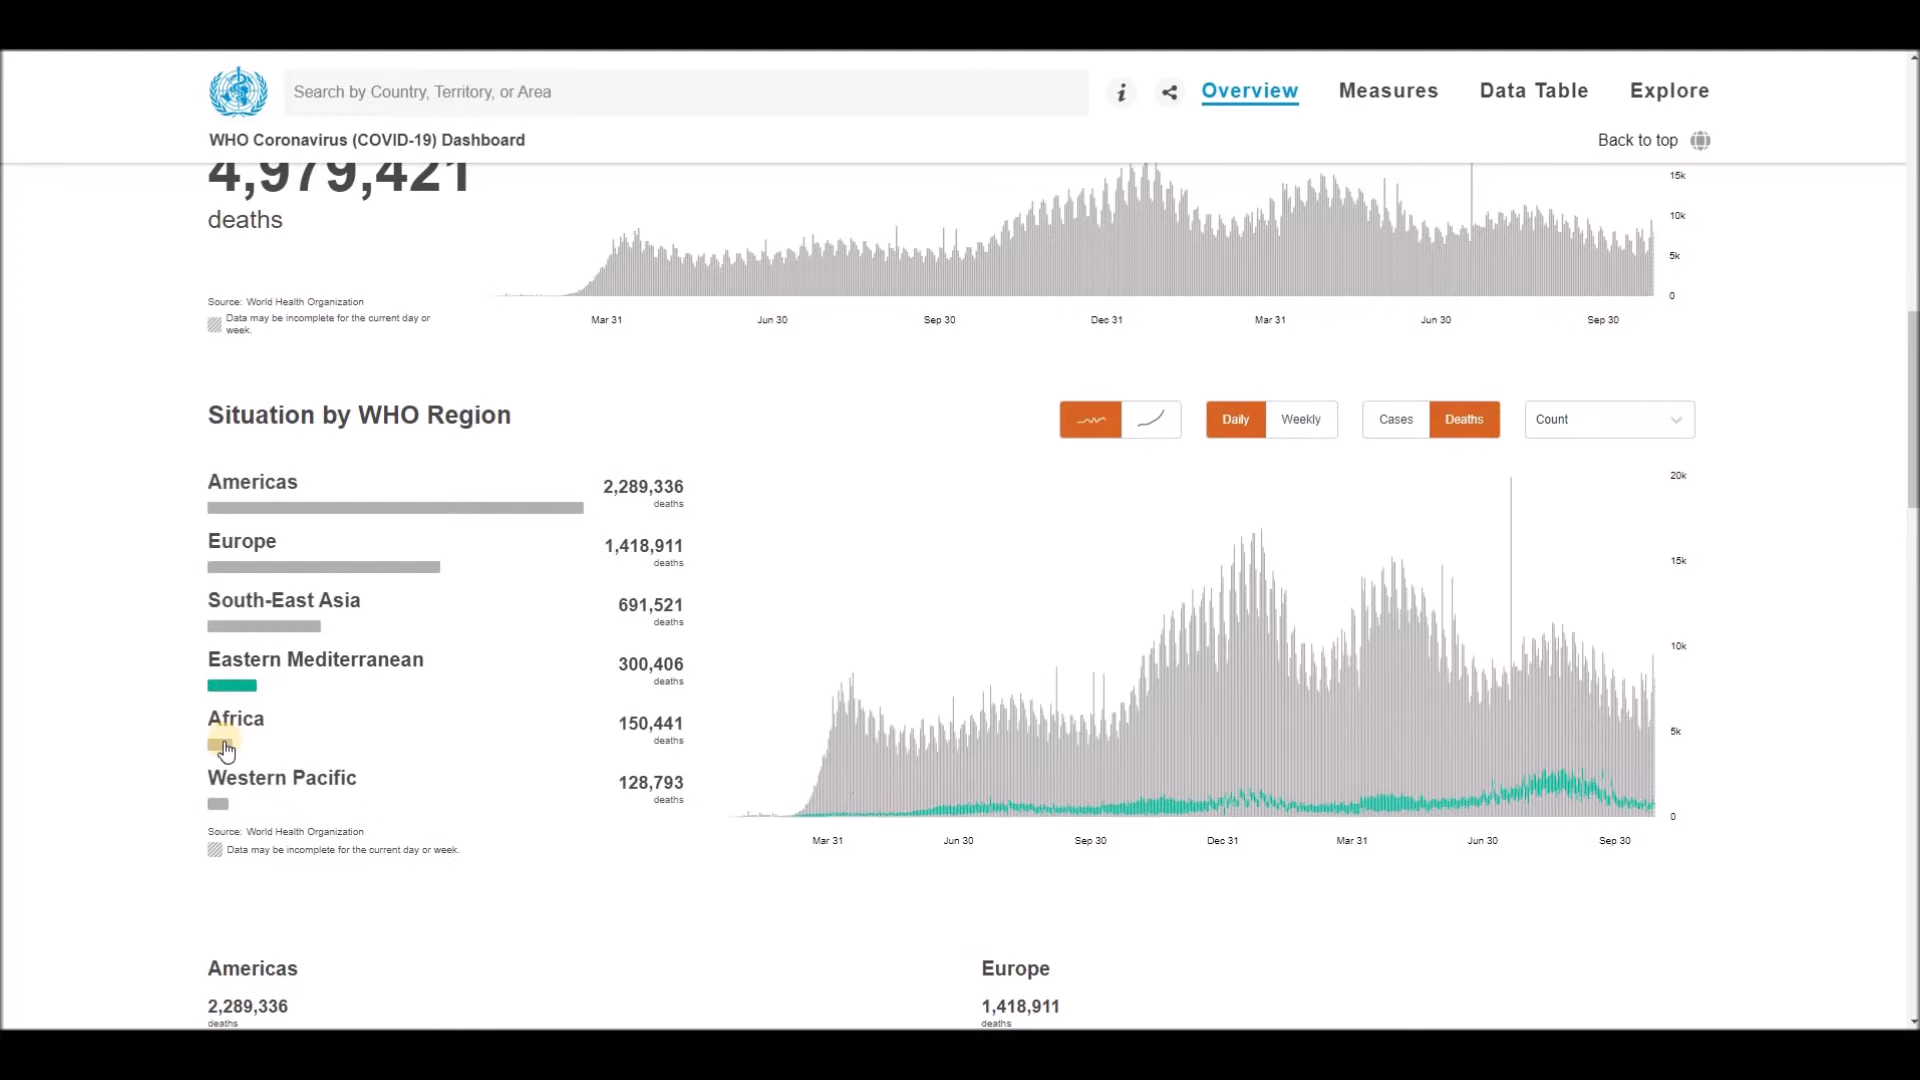 Search by Country, Territory, or Area
i
Overview
Measures
Data Table
Explore
WHO Coronavirus (COVID-19) Dashboard
Back to top
4,979,421
deaths
15k
10k
5k
0
Source: World Health Organization
Data may be incomplete for the current day or
week.
Mar 31
Jun 30
Sep 30
Dec 31
Mar 31
Jun 30
Sep 30
Situation by WHO Region
Daily
Weekly
Cases
Deaths
Count
Americas
2,289,336
deaths
Europe
1,418,911
deaths
South-East Asia
691,521
deaths
Eastern Mediterranean
300,406
deaths
Africa
150,441
deaths
Western Pacific
128,793
deaths
20k
15k
10k
5k
0
Mar 31
Jun 30
Sep 30
Dec 31
Mar 31
Jun 30
Sep 30
Source: World Health Organization
Data may be incomplete for the current day or week.
Americas
2,289,336
deaths
Europe
1,418,911
deaths